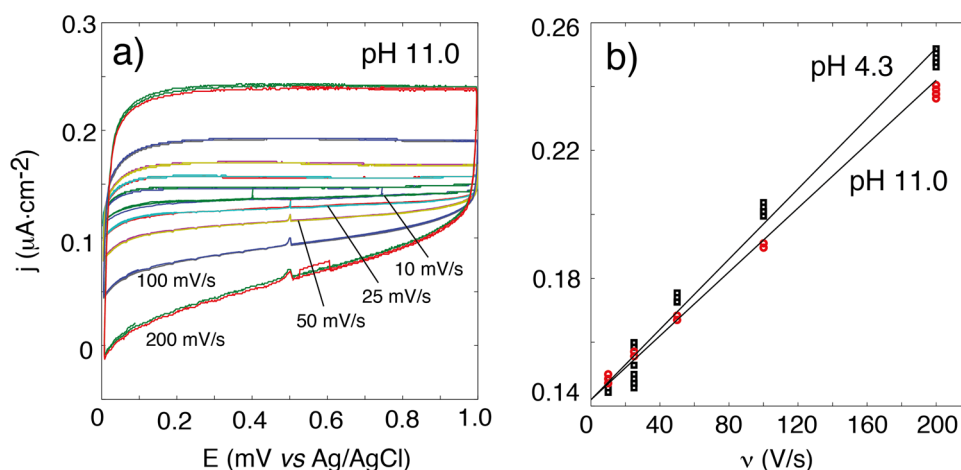 a)
pH 11.0
0.3
0.2
0.1
0
j (µA·cm-2)
100 mV/s
200 mV/s
50 mV/s
25 mV/s
10 mV/s
0 0.2 0.4 0.6 0.8 1.0
E (mV vs Ag/AgCl)
b)
pH 4.3
pH 11.0
0.26
0.22
0.18
0.14
0 40 80 120 160 200
ν (V/s)